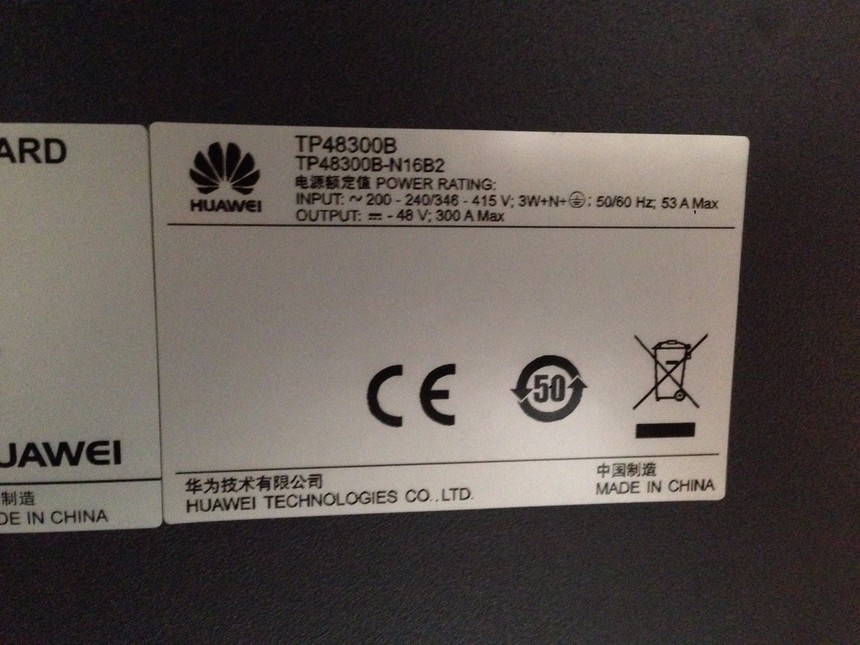 ARD
HUAWEI
TP48300B
TP48300B-N16B2
电源额定值 POWER RATING:
INPUT: ~ 200 - 240/346 - 415 V; 3W+N+⏚; 50/60 Hz; 53 A Max
OUTPUT: ⎓ - 48 V; 300 A Max
CE
50
UAWEI
制造
DE IN CHINA
华为技术有限公司
HUAWEI TECHNOLOGIES CO.,LTD.
中国制造
MADE IN CHINA